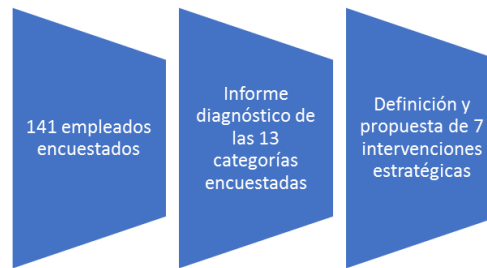 141 empleados
encuestados
Informe
diagnóstico de
las 13
categorías
encuestadas
Definición y
propuesta de 7
intervenciones
estratégicas